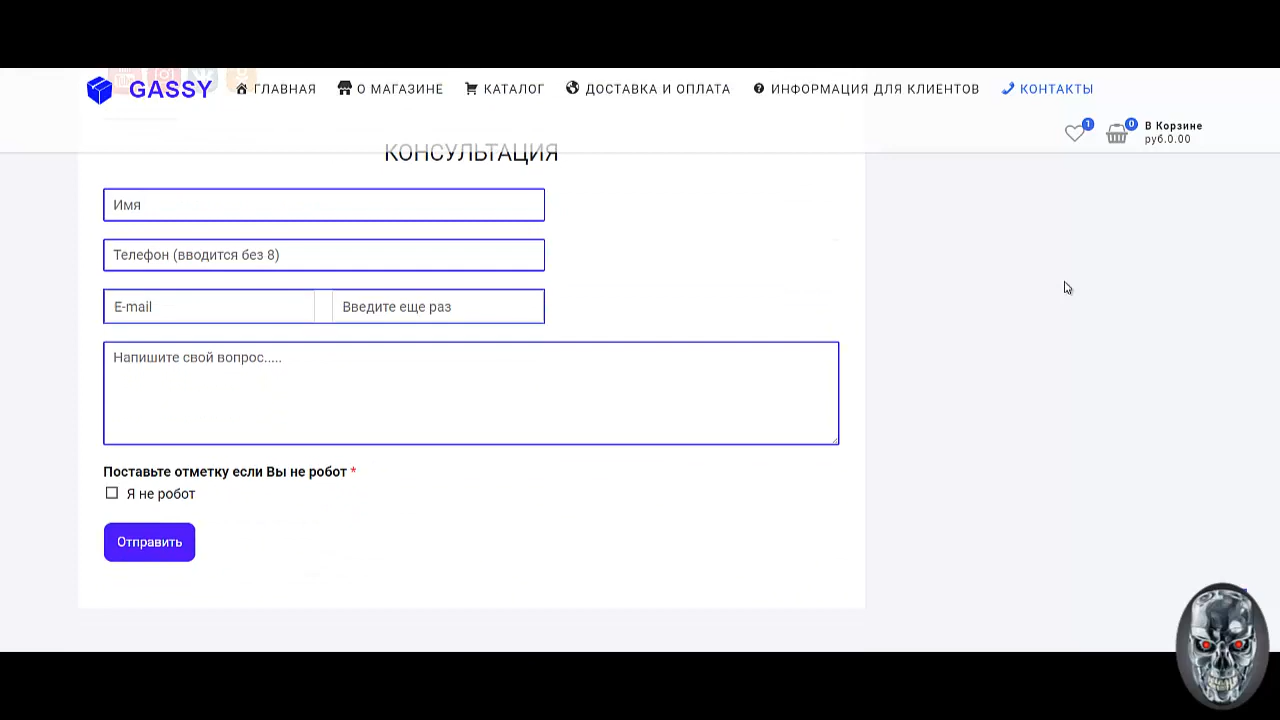 GASSY
ГЛАВНАЯ
О МАГАЗИНЕ
КАТАЛОГ
ДОСТАВКА И ОПЛАТА
ИНФОРМАЦИЯ ДЛЯ КЛИЕНТОВ
КОНТАКТЫ
1
0
В Корзине
руб.0.00
КОНСУЛЬТАЦИЯ
Имя
Телефон (вводится без 8)
E-mail
Введите еще раз
Напишите свой вопрос.....
Поставьте отметку если Вы не робот *
Я не робот
Отправить